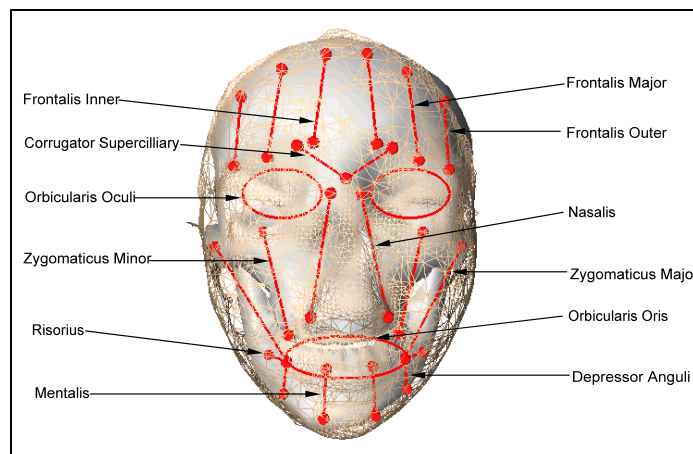 Frontalis Inner
Corrugator Supercilliary
Orbicularis Oculi
Zygomaticus Minor
Risorius
Mentalis
Frontalis Major
Frontalis Outer
Nasalis
Zygomaticus Majo
Orbicularis Oris
Depressor Anguli